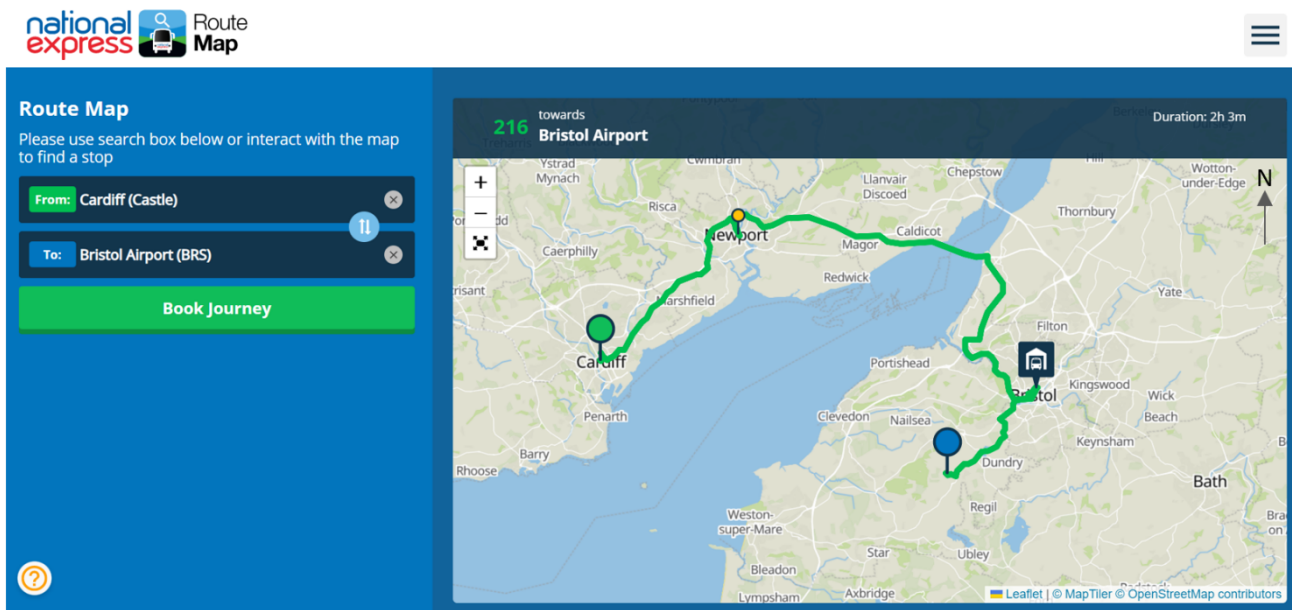 national express Route Map
Route Map
Please use search box below or interact with the map
to find a stop
From: Cardiff (Castle)
To: Bristol Airport (BRS)
Book Journey
216 towards
Bristol Airport
Duration: 2h 3m
Ystrad
Mynach
Cwmbran
Llanvair
Discoed
Chepstow
Wotton-
under-Edge
N
+
−
Risca
Newport
Caldicot
Magor
Thornbury
Caerphilly
Redwick
Marshfield
Yate
Filton
Cardiff
Portishead
Bristol
Kingswood
Wick
Penarth
Clevedon
Nailsea
Beach
Keynsham
Barry
Rhoose
Dundry
Bath
Regil
Weston-
super-Mare
Star
Ubley
Bleadon
Lympsham
Axbridge
?
Leaflet | © MapTiler © OpenStreetMap contributors